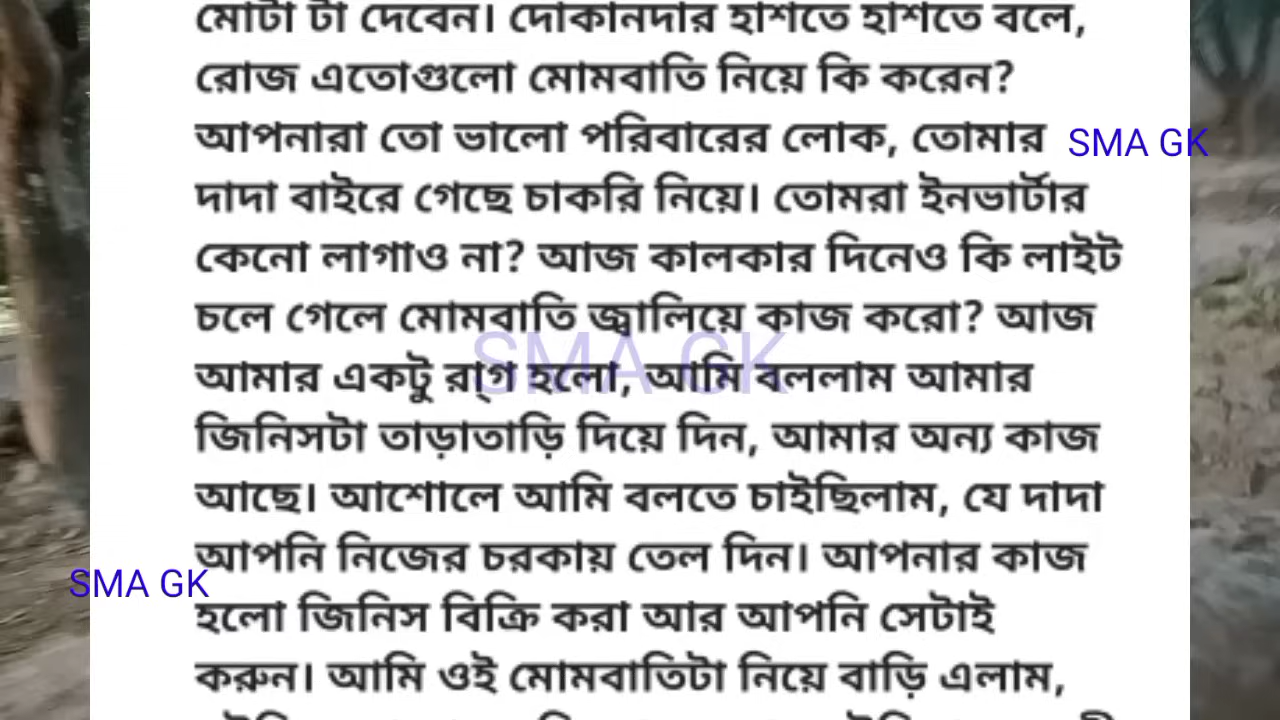 মোটা টা দেবেন। দোকানদার হাশতে হাশতে বলে,
রোজ এতোগুলো মোমবাতি নিয়ে কি করেন?
আপনারা তো ভালো পরিবারের লোক, তোমার
SMA GK
দাদা বাইরে গেছে চাকরি নিয়ে। তোমরা ইনভার্টার
কেনো লাগাও না? আজ কালকার দিনেও কি লাইট
চলে গেলে মোমবাতি জ্বালিয়ে কাজ করো? আজ
SMA GK
আমার একটু রা্গ হলো, আমি বললাম আমার
জিনিসটা তাড়াতাড়ি দিয়ে দিন, আমার অন্য কাজ
আছে। আশোলে আমি বলতে চাইছিলাম, যে দাদা
আপনি নিজের চরকায় তেল দিন। আপনার কাজ
SMA GK
হলো জিনিস বিক্রি করা আর আপনি সেটাই
করুন। আমি ওই মোমবাতিটা নিয়ে বাড়ি এলাম,